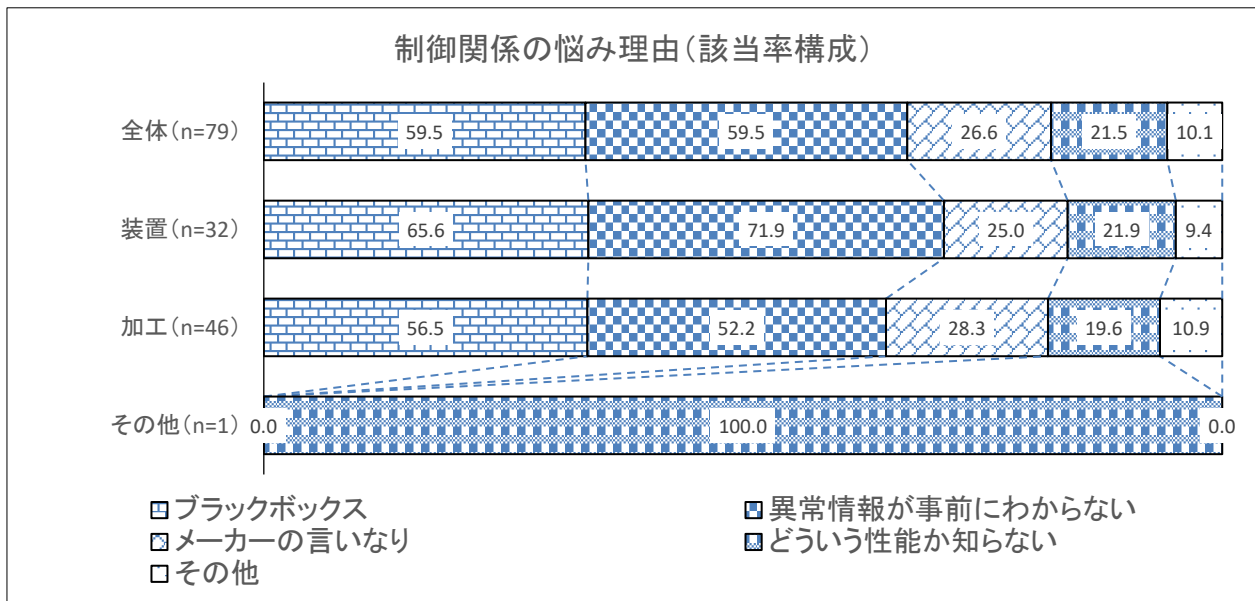 制御関係の悩み理由(該当率構成)
全体(n=79) 59.5 59.5 26.6 21.5 10.1
装置(n=32) 65.6 71.9 25.0 21.9 9.4
加工(n=46) 56.5 52.2 28.3 19.6 10.9
その他(n=1) 0.0 100.0 0.0
ブラックボックス 異常情報が事前にわからない
メーカーの言いなり どういう性能か知らない
その他